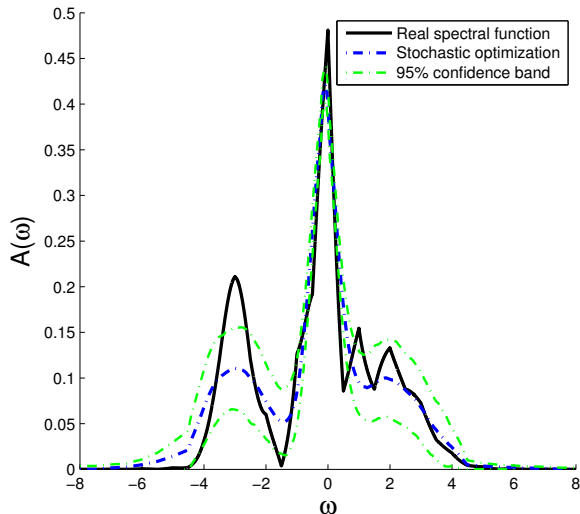 Real spectral function
Stochastic optimization
95% confidence band
0.5
0.45
0.4
0.35
0.3
0.25
0.2
0.15
0.1
0.05
0
A(ω)
−8 −6 −4 −2 0 2 4 6 8
ω